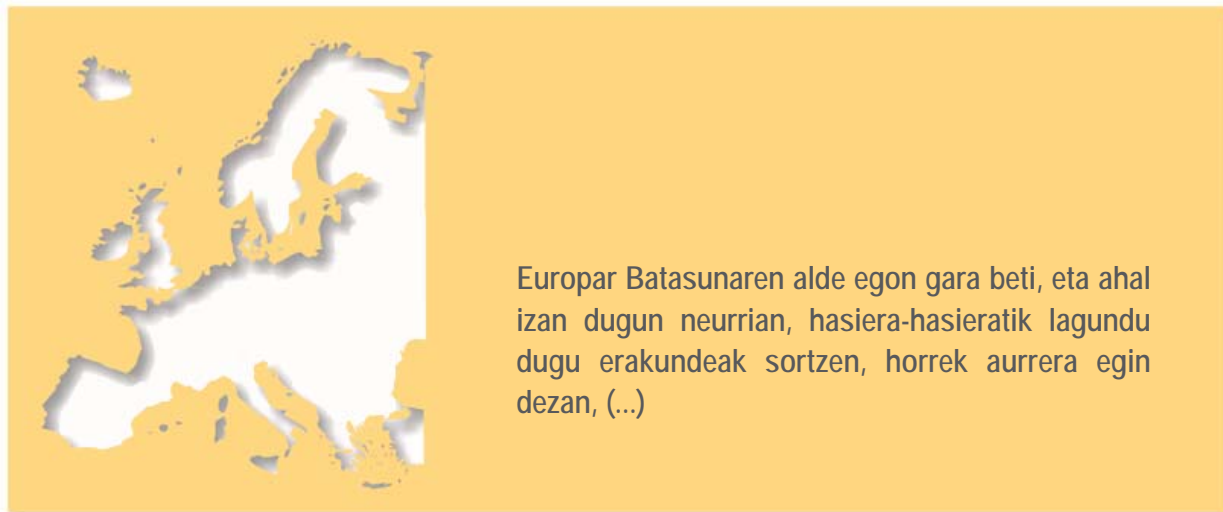 Europar Batasunaren alde egon gara beti, eta ahal
izan dugun neurrian, hasiera-hasieratik lagundu
dugu erakundeak sortzen, horrek aurrera egin
dezan, (...)